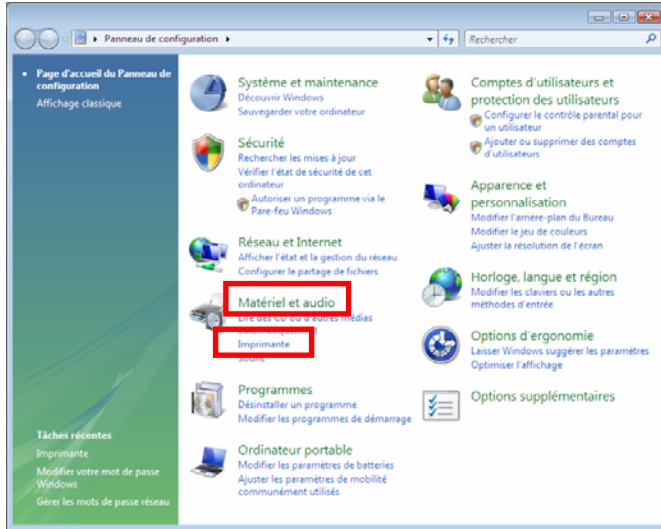 Panneau de configuration
Rechercher
Page d'accueil du Panneau de
configuration
Affichage classique
Système et maintenance
Découvrir Windows
Sauvegarder votre ordinateur
Sécurité
Rechercher les mises à jour
Vérifier l'état de sécurité de cet
ordinateur
Autoriser un programme via le
Pare-feu Windows
Réseau et Internet
Afficher l'état et la gestion du réseau
Configurer le partage de fichiers
Matériel et audio
Lire des CD ou d'autres médias
automatiquement
Imprimante
Souris
Programmes
Désinstaller un programme
Modifier les programmes de démarrage
Ordinateur portable
Modifier les paramètres de batteries
Ajuster les paramètres de mobilité
communément utilisés
Comptes d'utilisateurs et
protection des utilisateurs
Configurer le contrôle parental pour
un utilisateur
Ajouter ou supprimer des comptes
d'utilisateurs
Apparence et
personnalisation
Modifier l'arrière-plan du Bureau
Modifier le jeu de couleurs
Ajuster la résolution de l'écran
Horloge, langue et région
Modifier les claviers ou les autres
méthodes d'entrée
Options d'ergonomie
Laisser Windows suggérer les paramètres
Optimiser l'affichage
Options supplémentaires
Tâches récentes
Imprimante
Modifier votre mot de passe
Windows
Gérer les mots de passe réseau